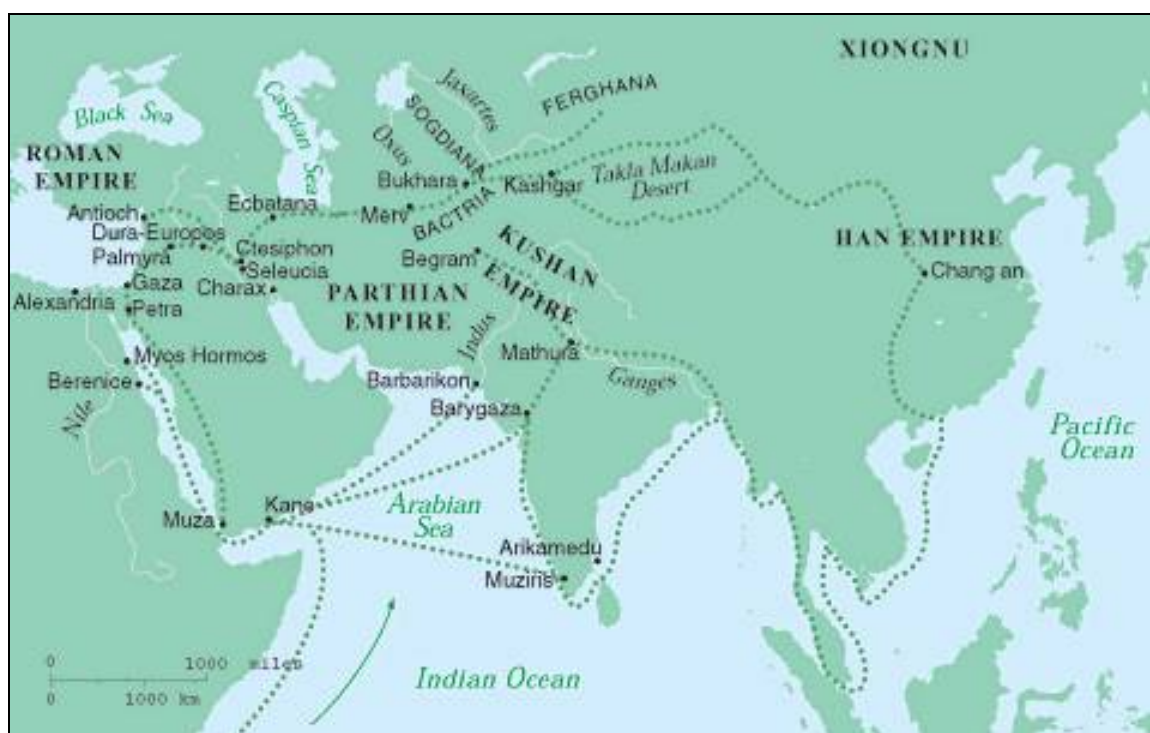 XIONGNU
Black Sea
Caspian Sea
Jaxartes
FERGHANA
SOGDIANA
Oxus
ROMAN
EMPIRE
Bukhara
Kashgar
Takla Makan
Desert
Antioch
Ecbatana
Merv
BACTRIA
Dura-Europos
Palmyra
Ctesiphon
Seleucia
Begram
KUSHAN
EMPIRE
HAN EMPIRE
Chang an
Gaza
Charax
PARTHIAN
EMPIRE
Alexandria
Petra
Indus
Mathura
Myos Hormos
Berenice
Barbarikon
Ganges
Nile
Barygaza
Pacific
Ocean
Kane
Arabian
Sea
Muza
Arikamedu
Muziris
0 1000 miles
0 1000 km
Indian Ocean